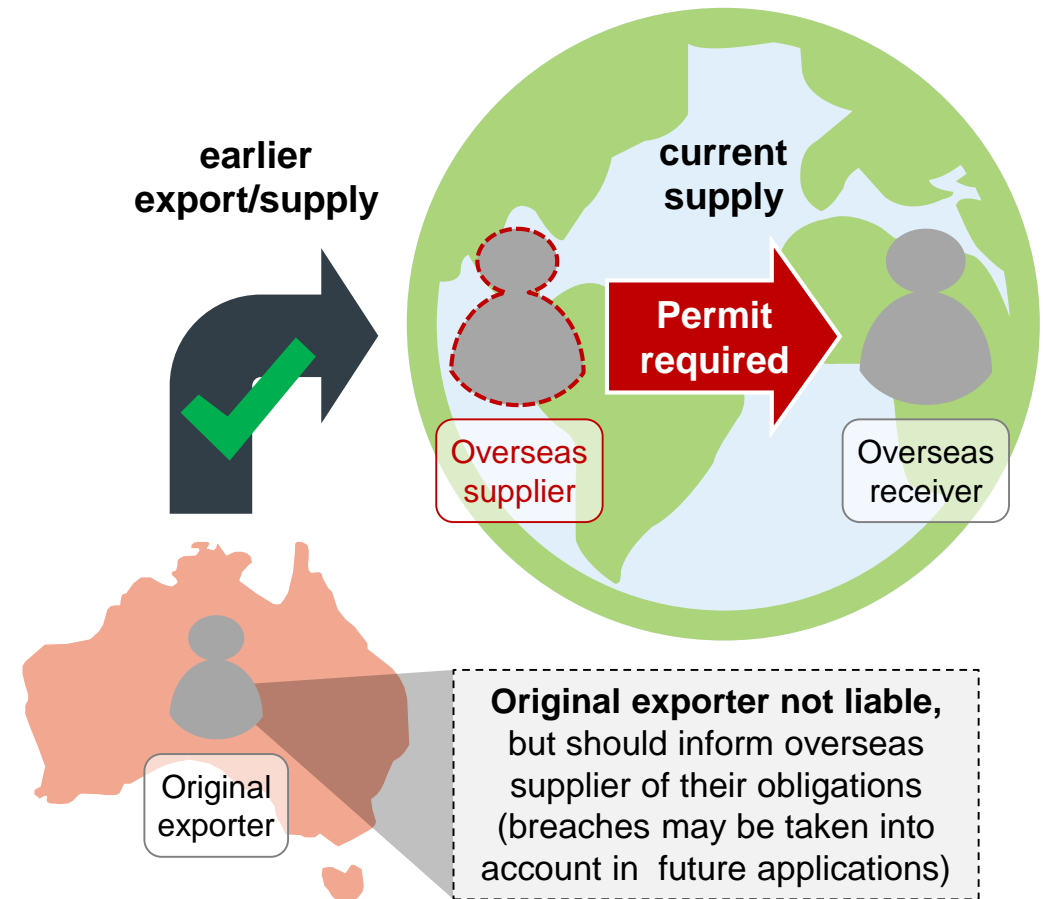 earlier
export/supply
current
supply
Permit
required
Overseas
supplier
Overseas
receiver
Original
exporter
Original exporter not liable,
but should inform overseas
supplier of their obligations
(breaches may be taken into
account in  future applications)